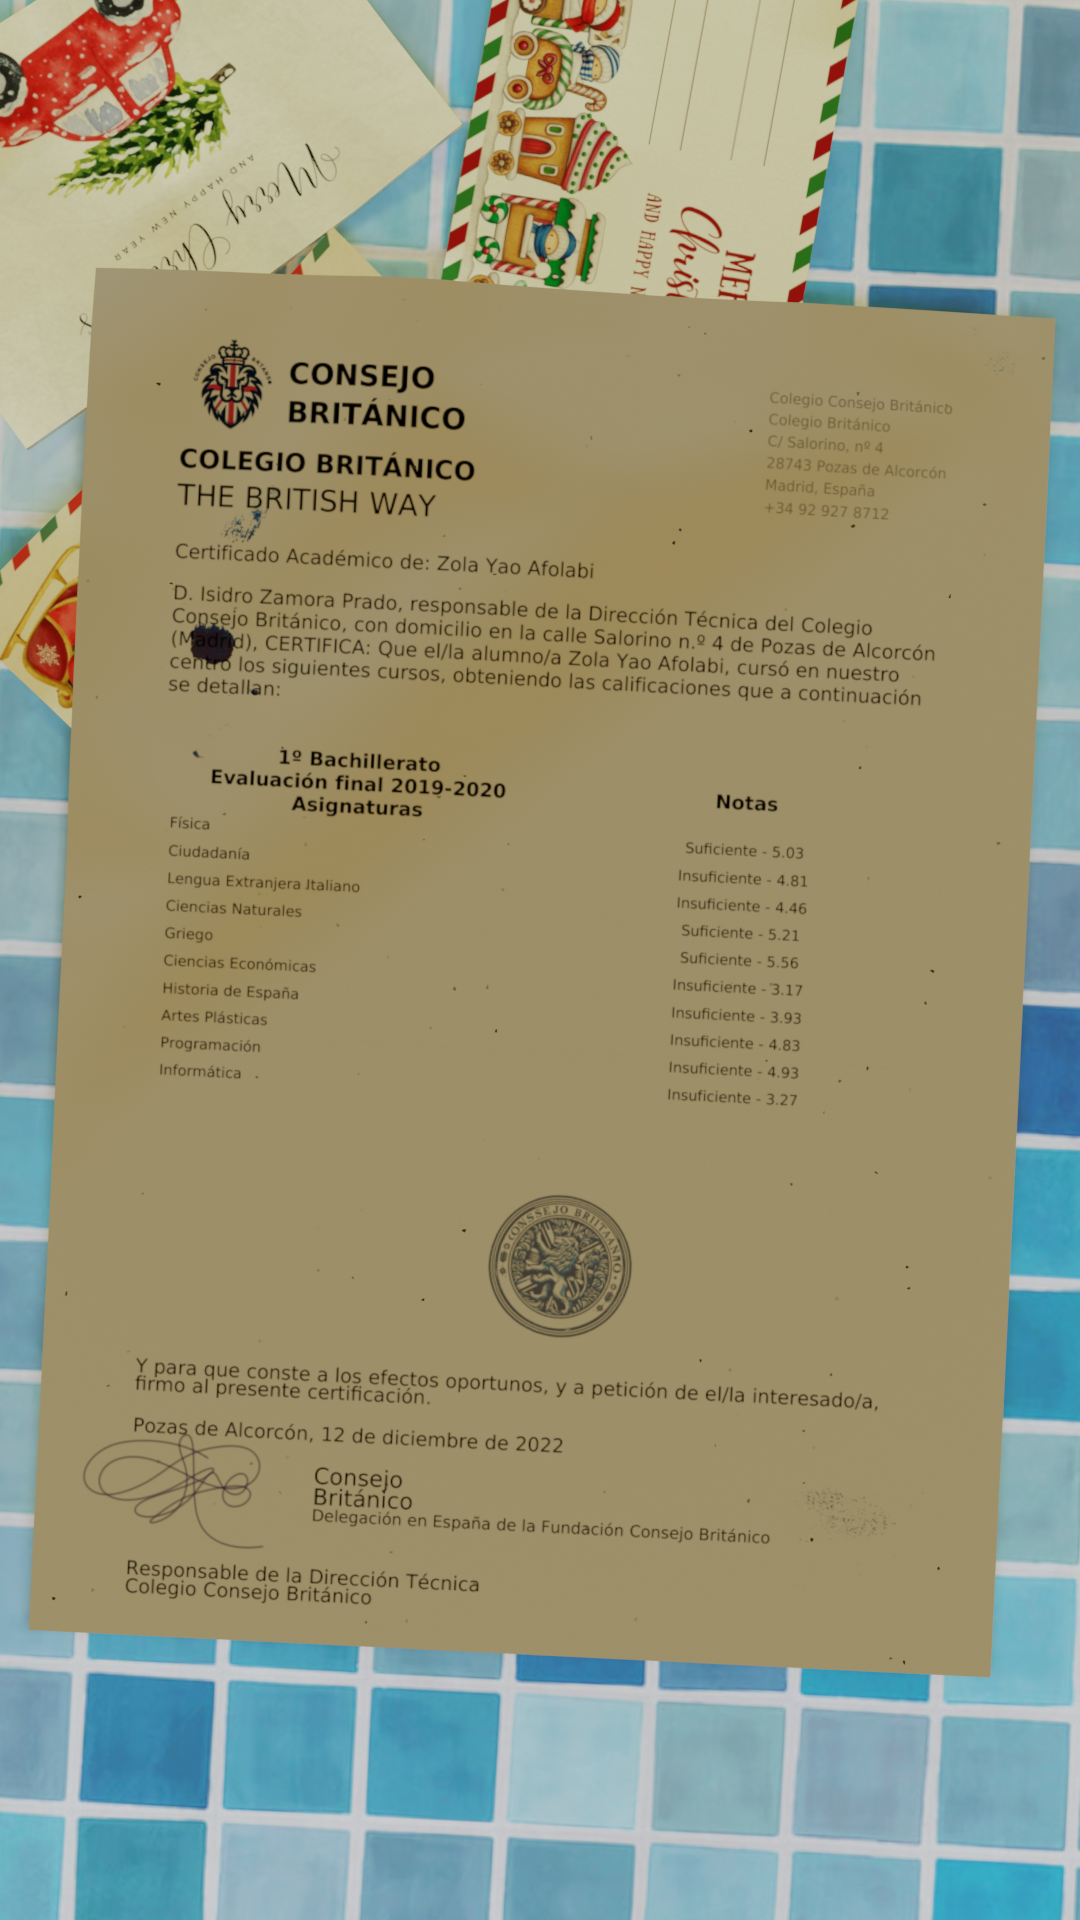 Merry Chri
AND HAPPY NEW YEAR
MER
Christ
AND HAPPY N
CONSEJO
BRITÁNICO
COLEGIO BRITÁNICO
THE BRITISH WAY
Colegio Consejo Británico
Colegio Británico
C/ Salorino, nº 4
28743 Pozas de Alcorcón
Madrid, España
+34 92 927 8712
Certificado Académico de: Zola Yao Afolabi
D. Isidro Zamora Prado, responsable de la Dirección Técnica del Colegio
Consejo Británico, con domicilio en la calle Salorino n.º 4 de Pozas de Alcorcón
(Madrid), CERTIFICA: Que el/la alumno/a Zola Yao Afolabi, cursó en nuestro
centro los siguientes cursos, obteniendo las calificaciones que a continuación
se detallan:
1º Bachillerato
Evaluación final 2019-2020
Asignaturas Notas
Física Suficiente - 5.03
Ciudadanía Insuficiente - 4.81
Lengua Extranjera Italiano Insuficiente - 4.46
Ciencias Naturales Suficiente - 5.21
Griego Suficiente - 5.56
Ciencias Económicas Insuficiente - 3.17
Historia de España Insuficiente - 3.93
Artes Plásticas Insuficiente - 4.83
Programación Insuficiente - 4.93
Informática Insuficiente - 3.27
CONSSEJO BRIITAANNO
Y para que conste a los efectos oportunos, y a petición de el/la interesado/a,
firmo al presente certificación.
Pozas de Alcorcón, 12 de diciembre de 2022
Consejo
Británico
Delegación en España de la Fundación Consejo Británico
Responsable de la Dirección Técnica
Colegio Consejo Británico